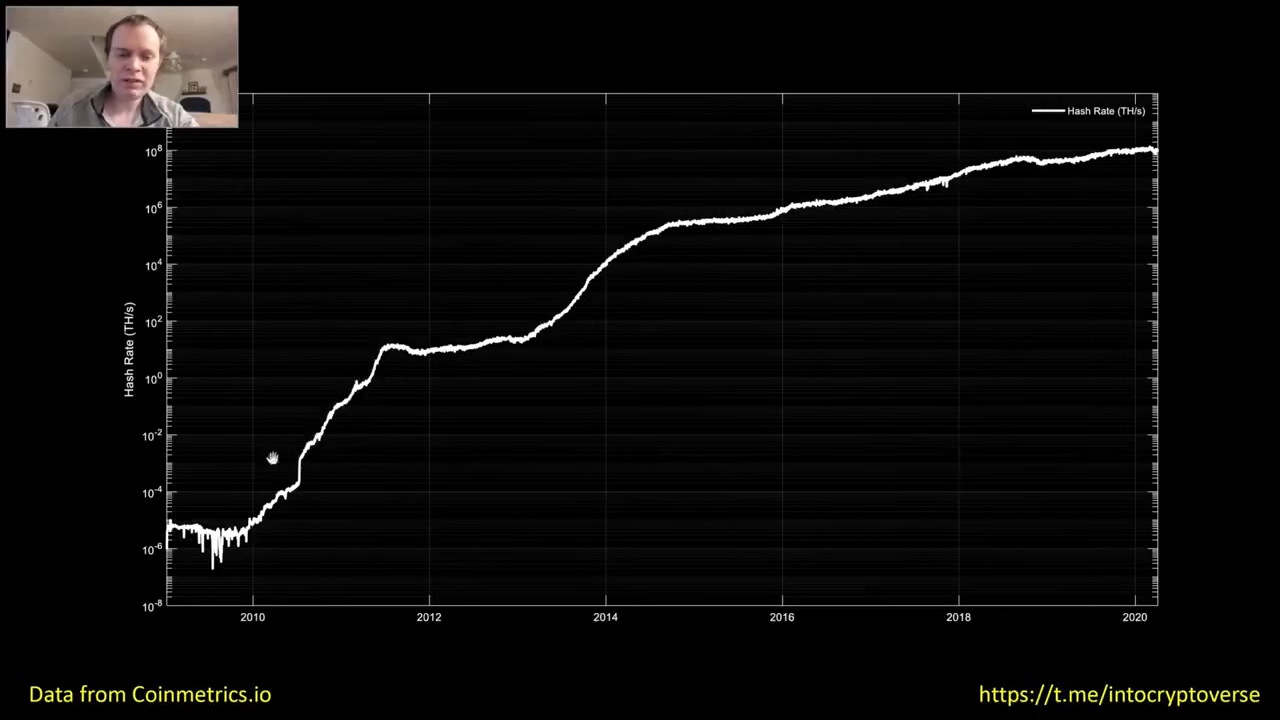 Hash Rate (TH/s)
10^8
10^6
10^4
10^2
10^0
10^-2
10^-4
10^-6
10^-8
Hash Rate (TH/s)
2010 2012 2014 2016 2018 2020
Data from Coinmetrics.io https://t.me/intocryptoverse